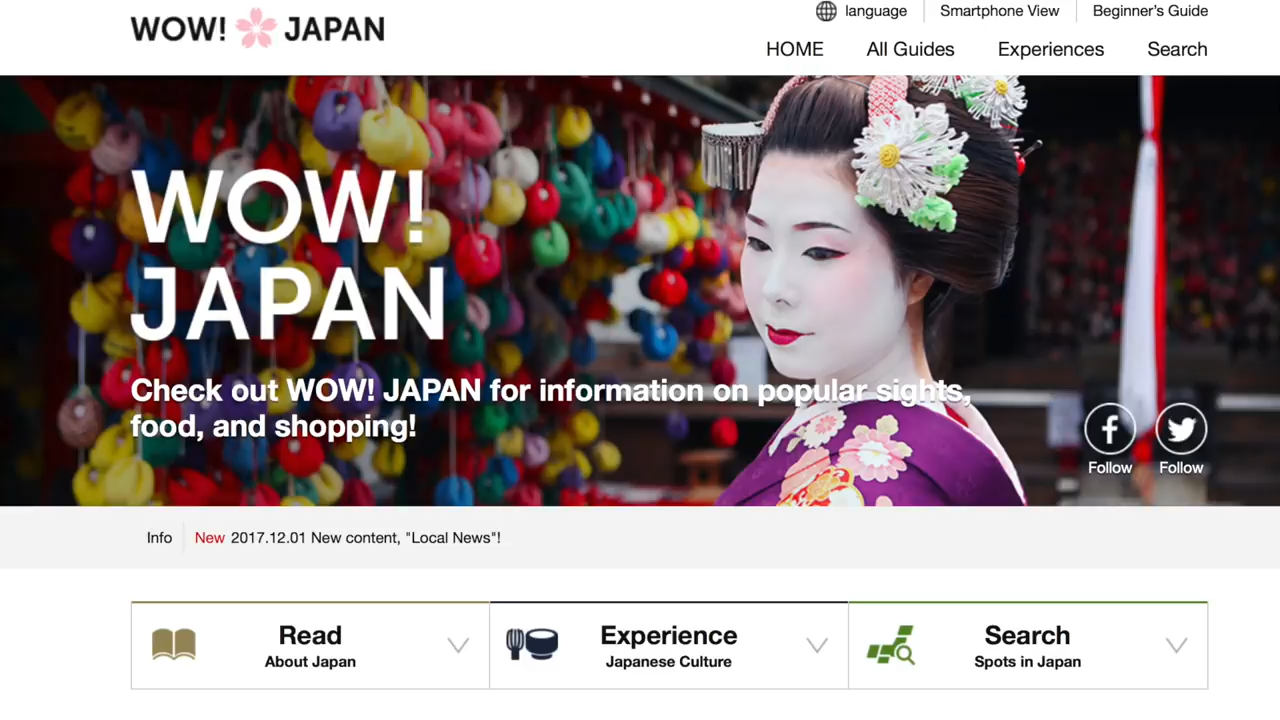 WOW! JAPAN
language
Smartphone View
Beginner's Guide
HOME
All Guides
Experiences
Search
WOW!
JAPAN
Check out WOW! JAPAN for information on popular sights,
food, and shopping!
Follow
Follow
Info
New 2017.12.01 New content, "Local News"!
Read
About Japan
Experience
Japanese Culture
Search
Spots in Japan